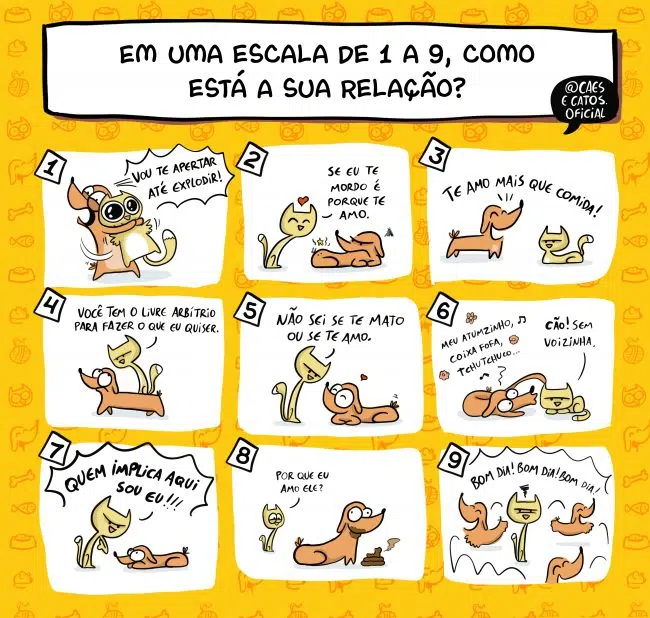 EM UMA ESCALA DE 1 A 9, COMO
ESTÁ A SUA RELAÇÃO?
@CAES
E GATOS.
OFICIAL
1
VOU TE APERTAR
ATÉ EXPLODIR!
2
SE EU TE
MORDO É
PORQUE TE
AMO.
3
TE AMO MAIS QUE COMIDA!
4
VOCÊ TEM O LIVRE ARBÍTRIO
PARA FAZER O QUE EU QUISER.
5
NÃO SEI SE TE MATO
OU SE TE AMO.
6
MEU ATUMZINHO,
COIXA FOFA,
TCHUTCHUCO...
CÃO! SEM
VOIZINHA.
7
QUEM IMPLICA AQUI
SOU EU!!!
8
POR QUE EU
AMO ELE?
9
BOM DIA! BOM DIA! BOM DIA!